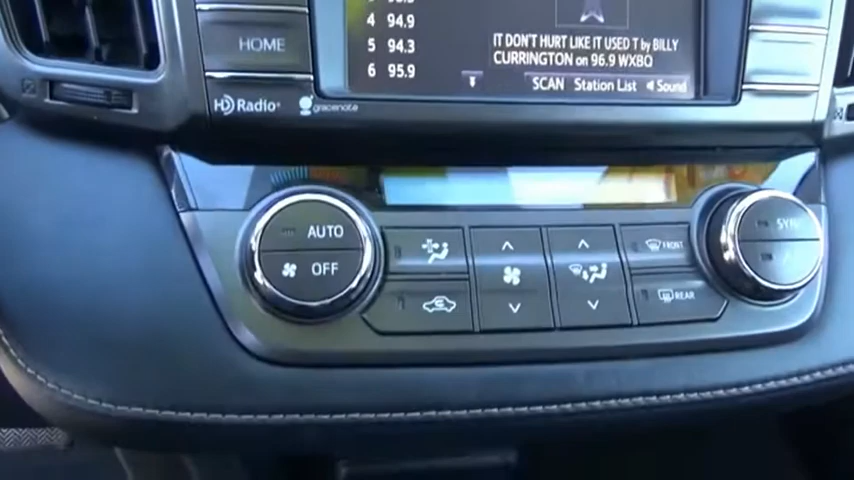 4 94.9
5 94.3
6 95.9
IT DON'T HURT LIKE IT USED T by BILLY
CURRINGTON on 96.9 WXBQ
SCAN Station List Sound
HOME
HD Radio
gracenote
AUTO
OFF
FRONT
REAR
SYNC